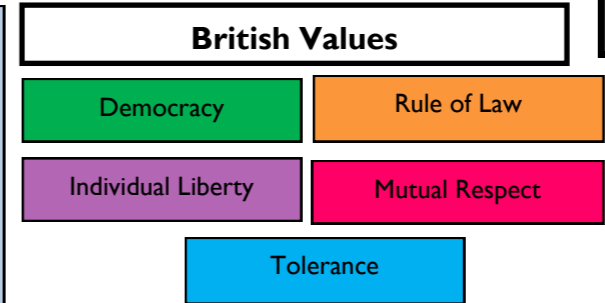 British Values
Democracy
Rule of Law
Individual Liberty
Mutual Respect
Tolerance